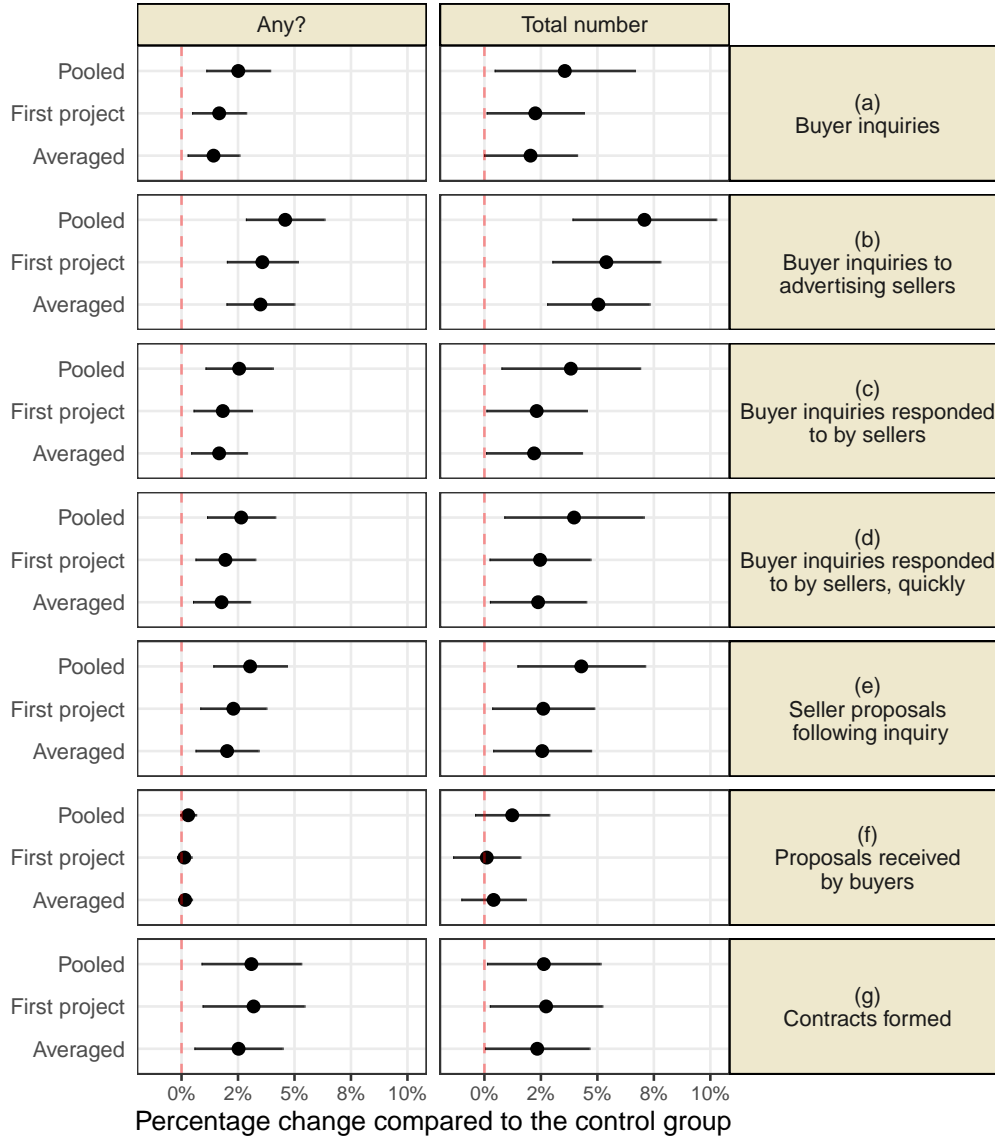 Any?
Total number
Pooled
First project
Averaged
(a)
Buyer inquiries
Pooled
First project
Averaged
(b)
Buyer inquiries to
advertising sellers
Pooled
First project
Averaged
(c)
Buyer inquiries responded
to by sellers
Pooled
First project
Averaged
(d)
Buyer inquiries responded
to by sellers, quickly
Pooled
First project
Averaged
(e)
Seller proposals
following inquiry
Pooled
First project
Averaged
(f)
Proposals received
by buyers
Pooled
First project
Averaged
(g)
Contracts formed
0% 2% 5% 8% 10% 0% 2% 5% 8% 10%
Percentage change compared to the control group